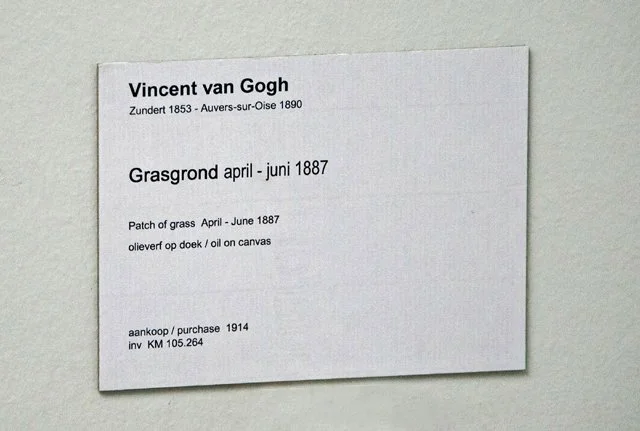 Vincent van Gogh
Zundert 1853 - Auvers-sur-Oise 1890
Grasgrond april - juni 1887
Patch of grass April - June 1887
olieverf op doek / oil on canvas
aankoop / purchase 1914
inv KM 105.264